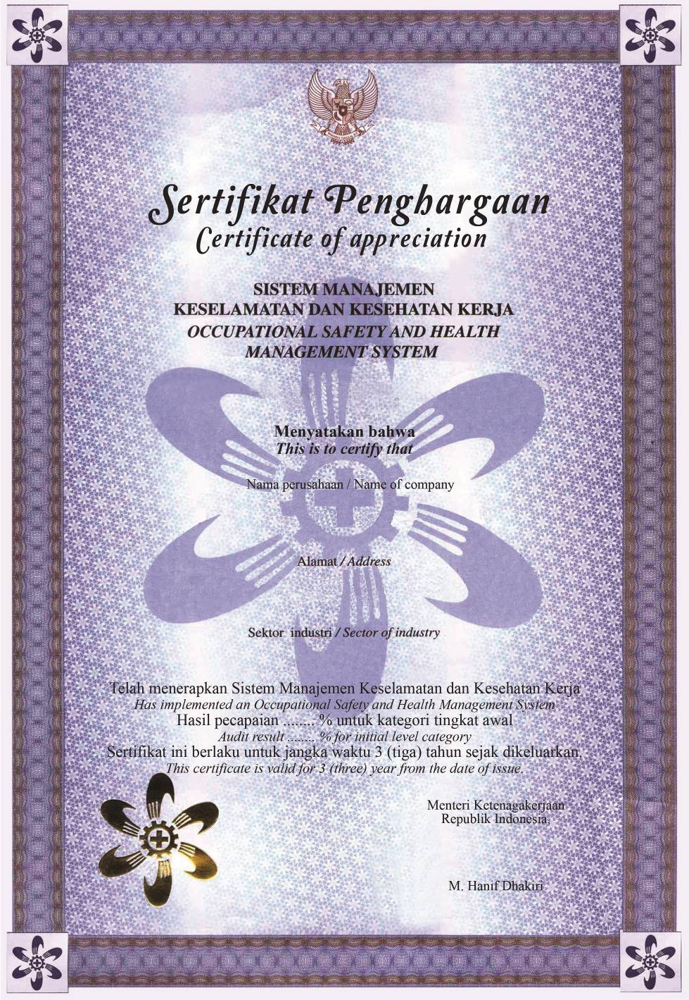 Sertifikat Penghargaan
Certificate of appreciation
SISTEM MANAJEMEN
KESELAMATAN DAN KESEHATAN KERJA
OCCUPATIONAL SAFETY AND HEALTH
MANAGEMENT SYSTEM
Menyatakan bahwa
This is to certify that
Nama perusahaan / Name of company
Alamat / Address
Sektor industri / Sector of industry
Telah menerapkan Sistem Manajemen Keselamatan dan Kesehatan Kerja
Has implemented an Occupational Safety and Health Management System
Hasil pecapaian ........ % untuk kategori tingkat awal
Audit result ........ % for initial level category
Sertifikat ini berlaku untuk jangka waktu 3 (tiga) tahun sejak dikeluarkan.
This certificate is valid for 3 (three) year from the date of issue.
Menteri Ketenagakerjaan
Republik Indonesia,
M. Hanif Dhakiri